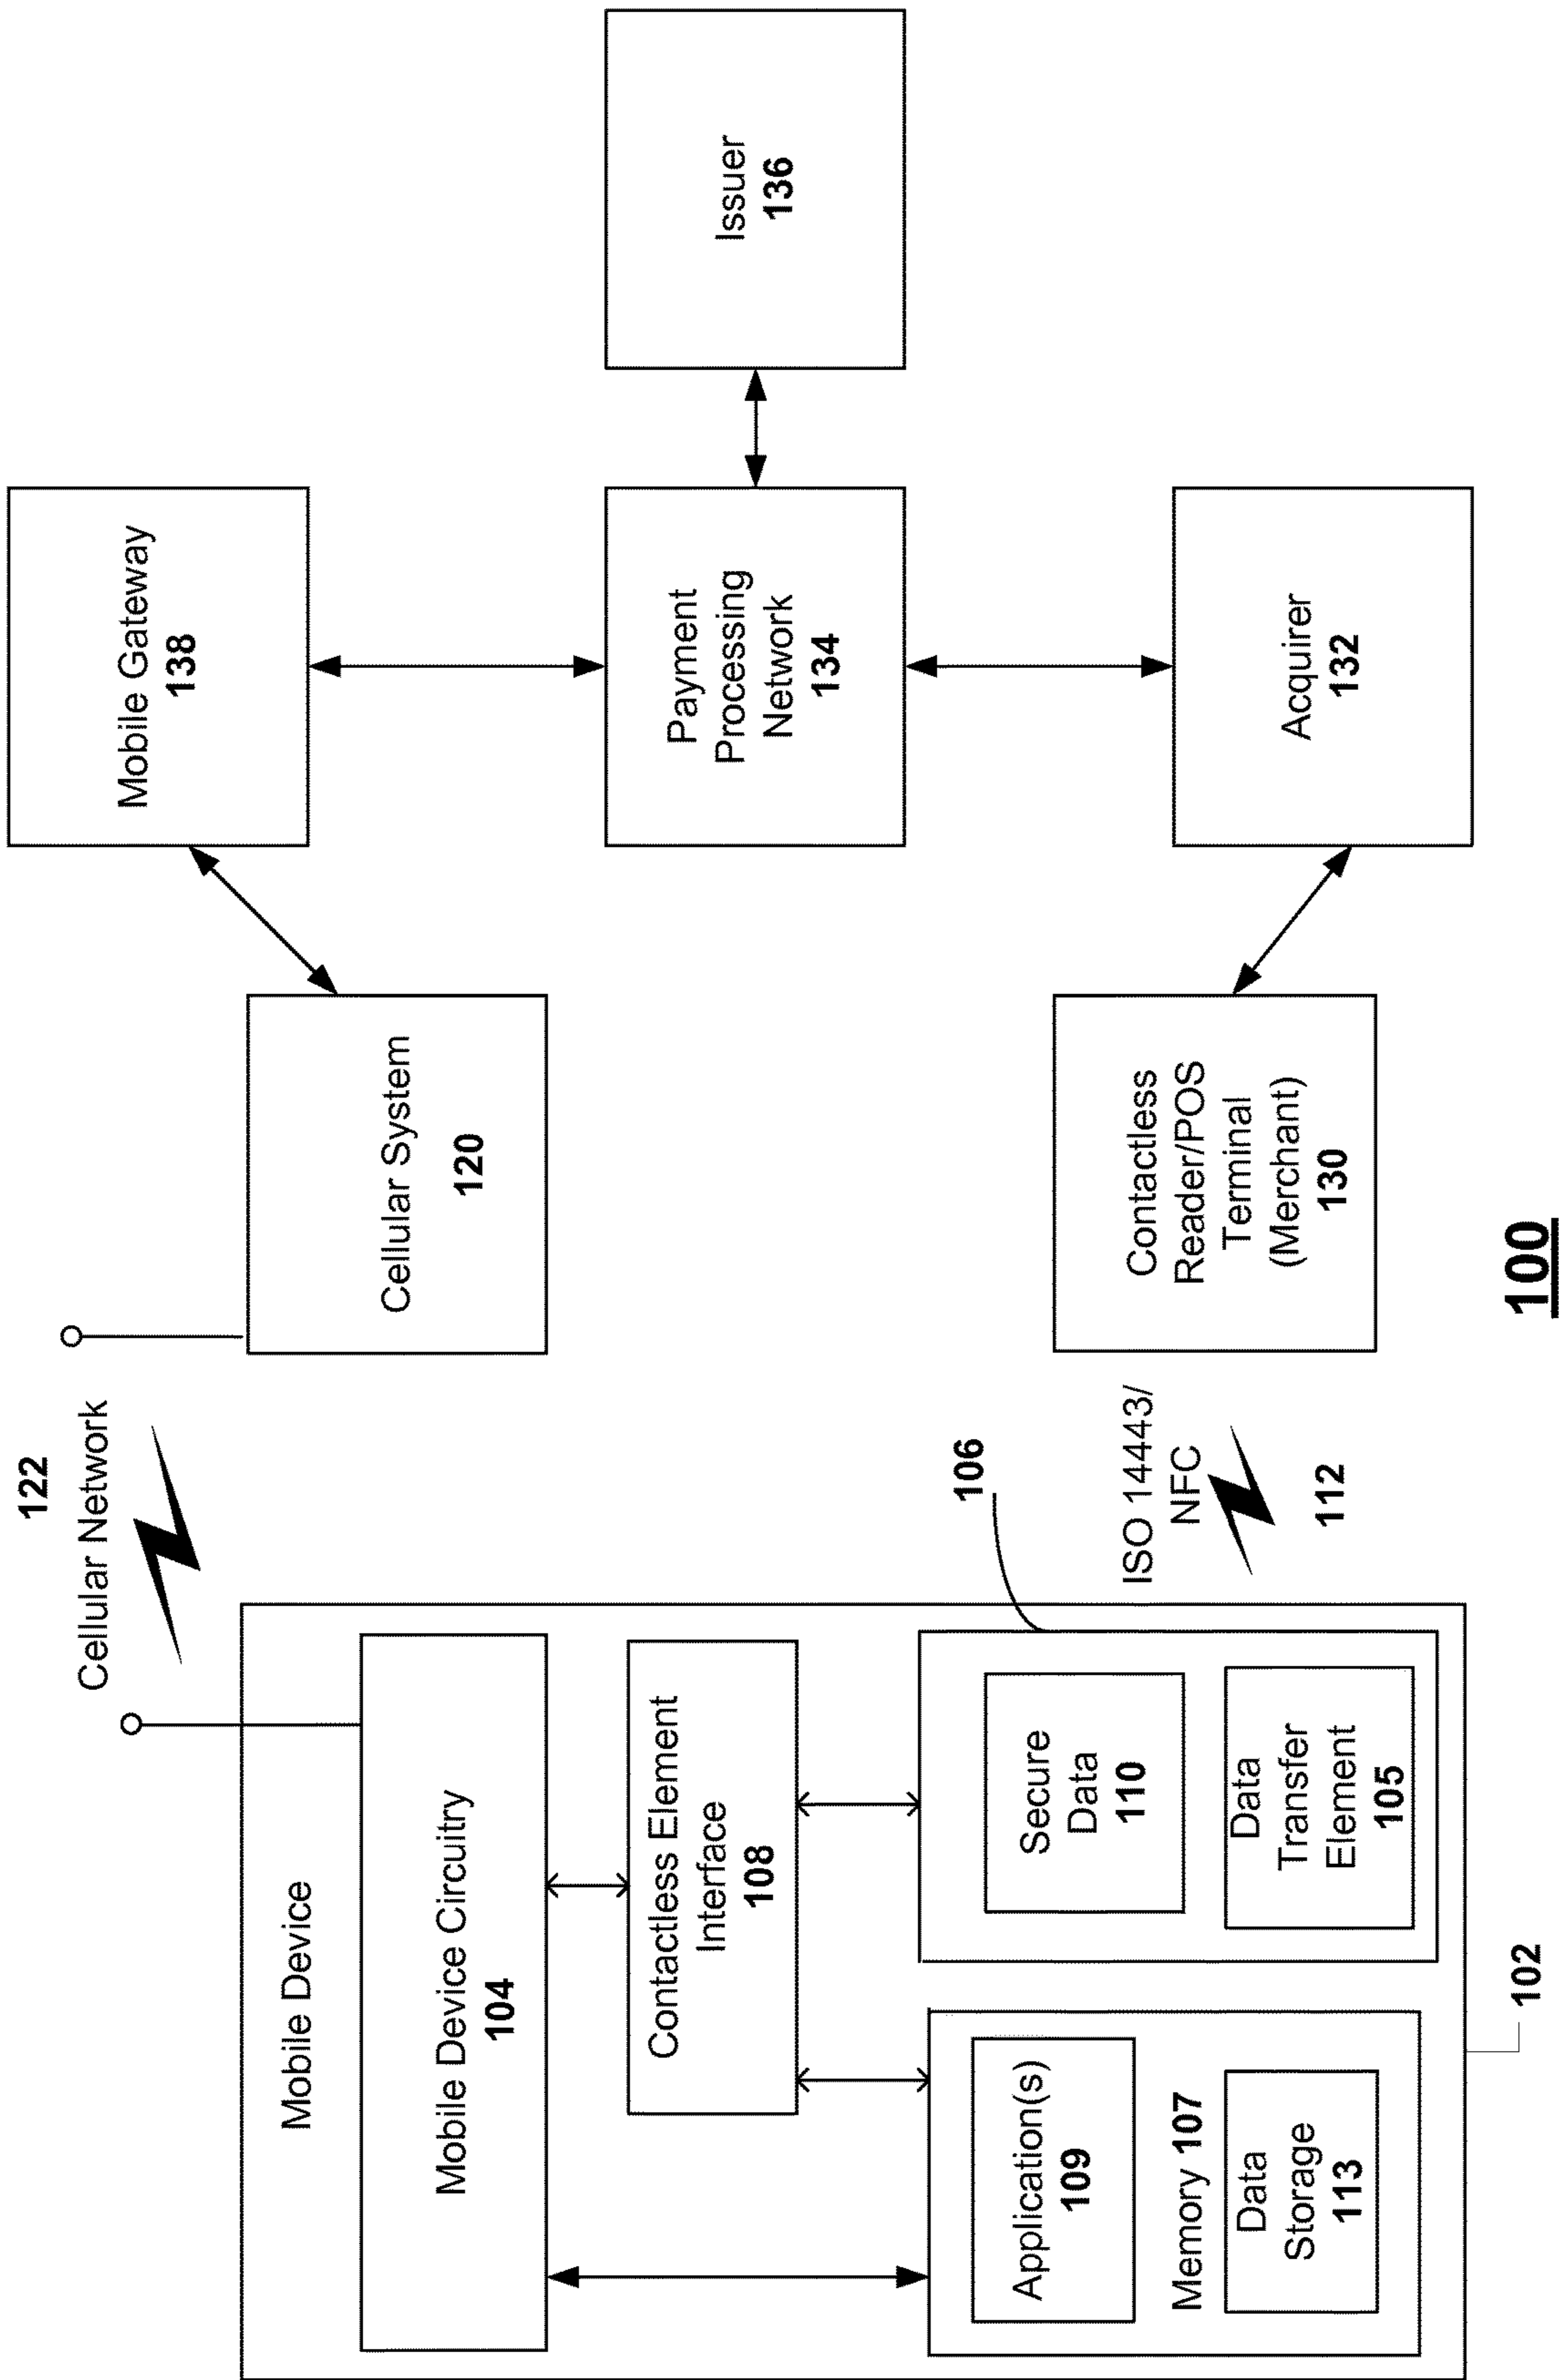 122
Cellular Network
Mobile Device
Mobile Device Circuitry
104
Contactless Element
Interface
108
Application(s)
109
Memory 107
Data
Storage
113
Secure
Data
110
Data
Transfer
Element
105
102
106
ISO 14443/
NFC
112
Cellular System
120
Contactless
Reader/POS
Terminal
(Merchant)
130
Mobile Gateway
138
Payment
Processing
Network
134
Acquirer
132
Issuer
136
100